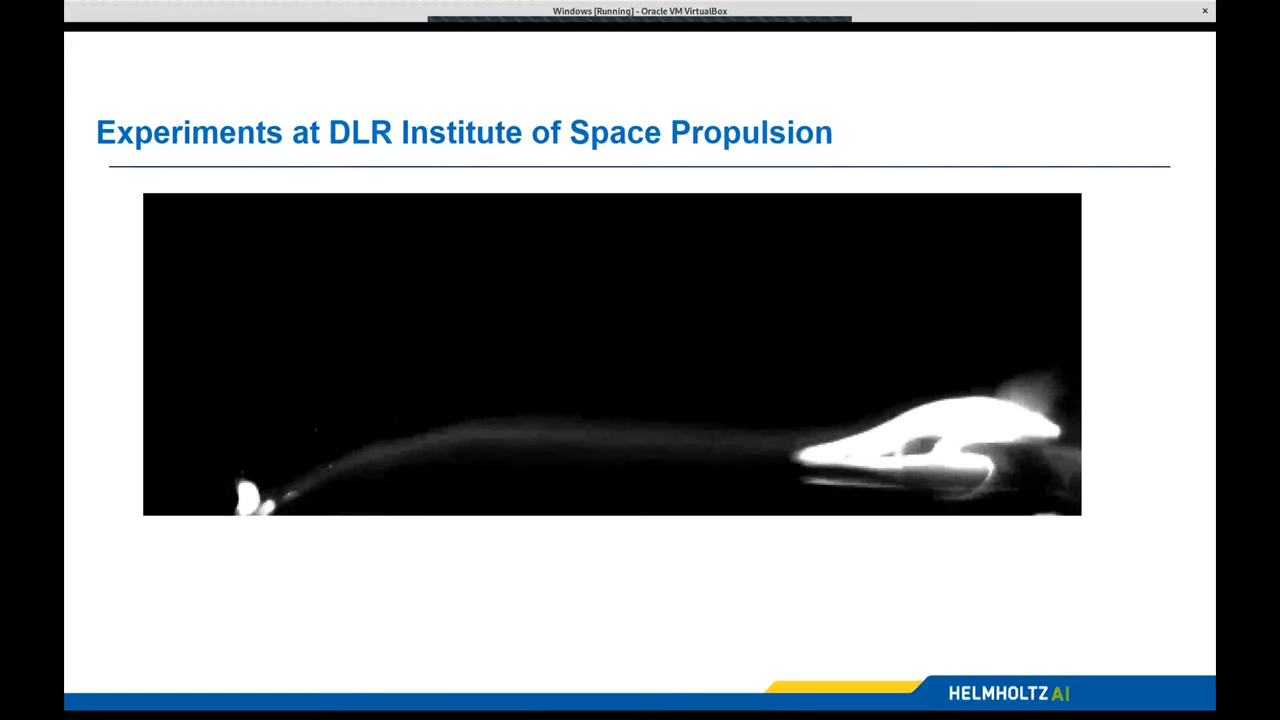 Windows [Running] - Oracle VM VirtualBox
×
Experiments at DLR Institute of Space Propulsion
HELMHOLTZ AI